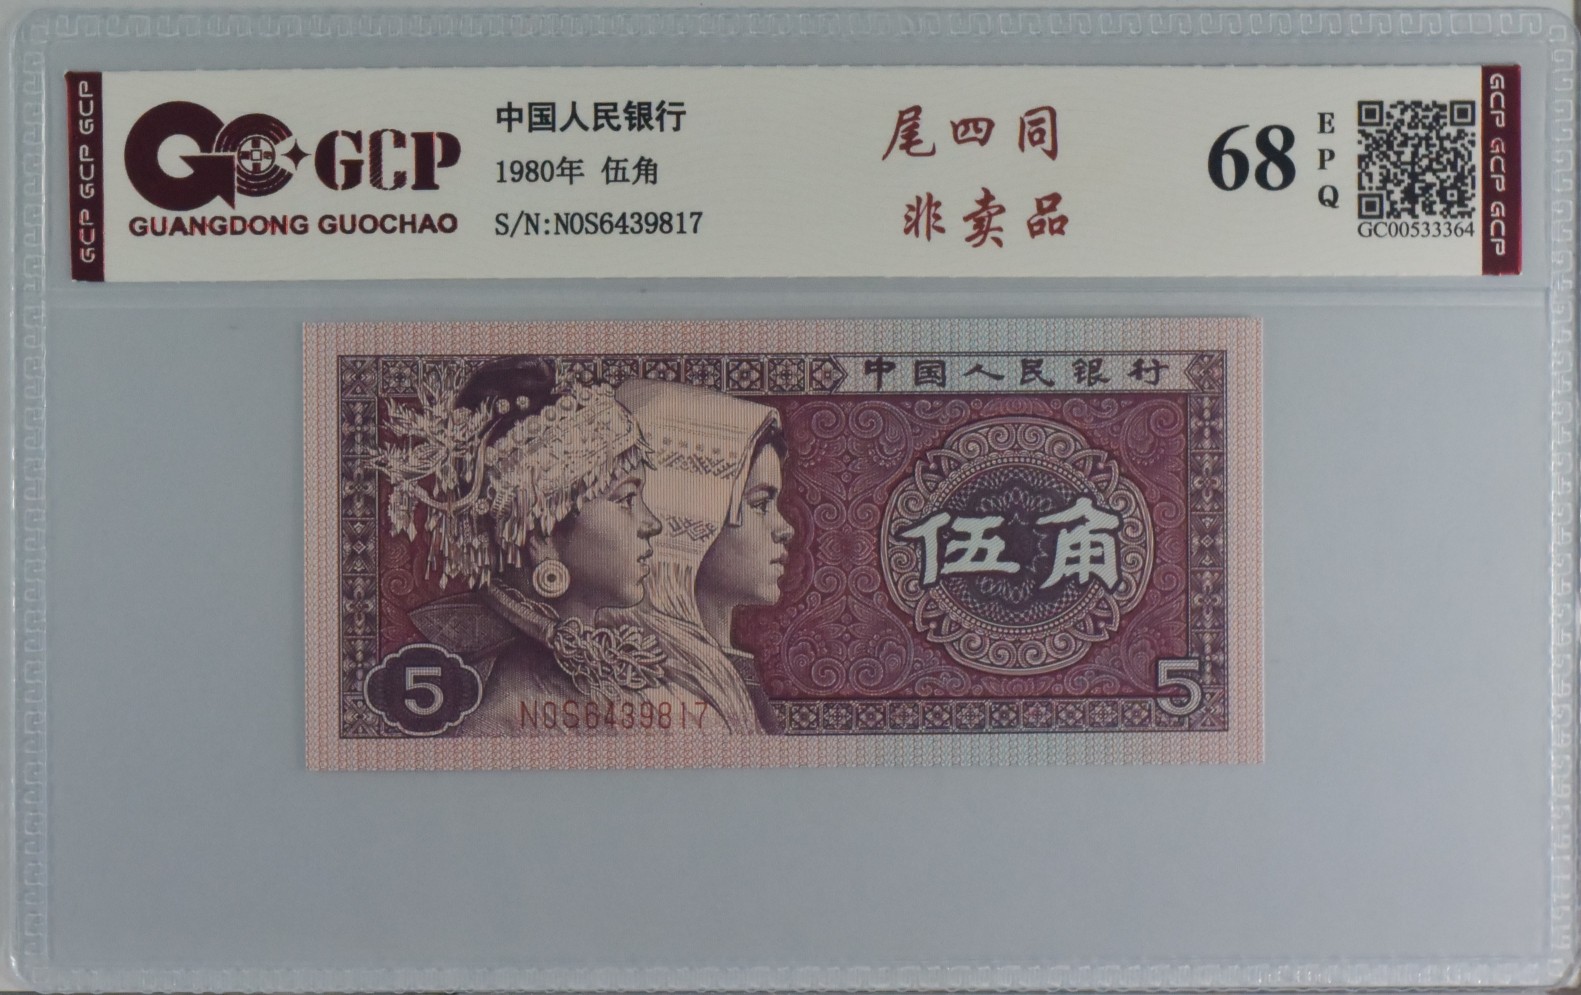 GCP GCP GCP
GCP
GUANGDONG GUOCHAO
中国人民银行
1980年 伍角
S/N:N0S6439817
尾四同
非卖品
68
EPQ
GC00533364
GCP GCP GCP
中国人民银行
伍角
5
N0S6439817
5